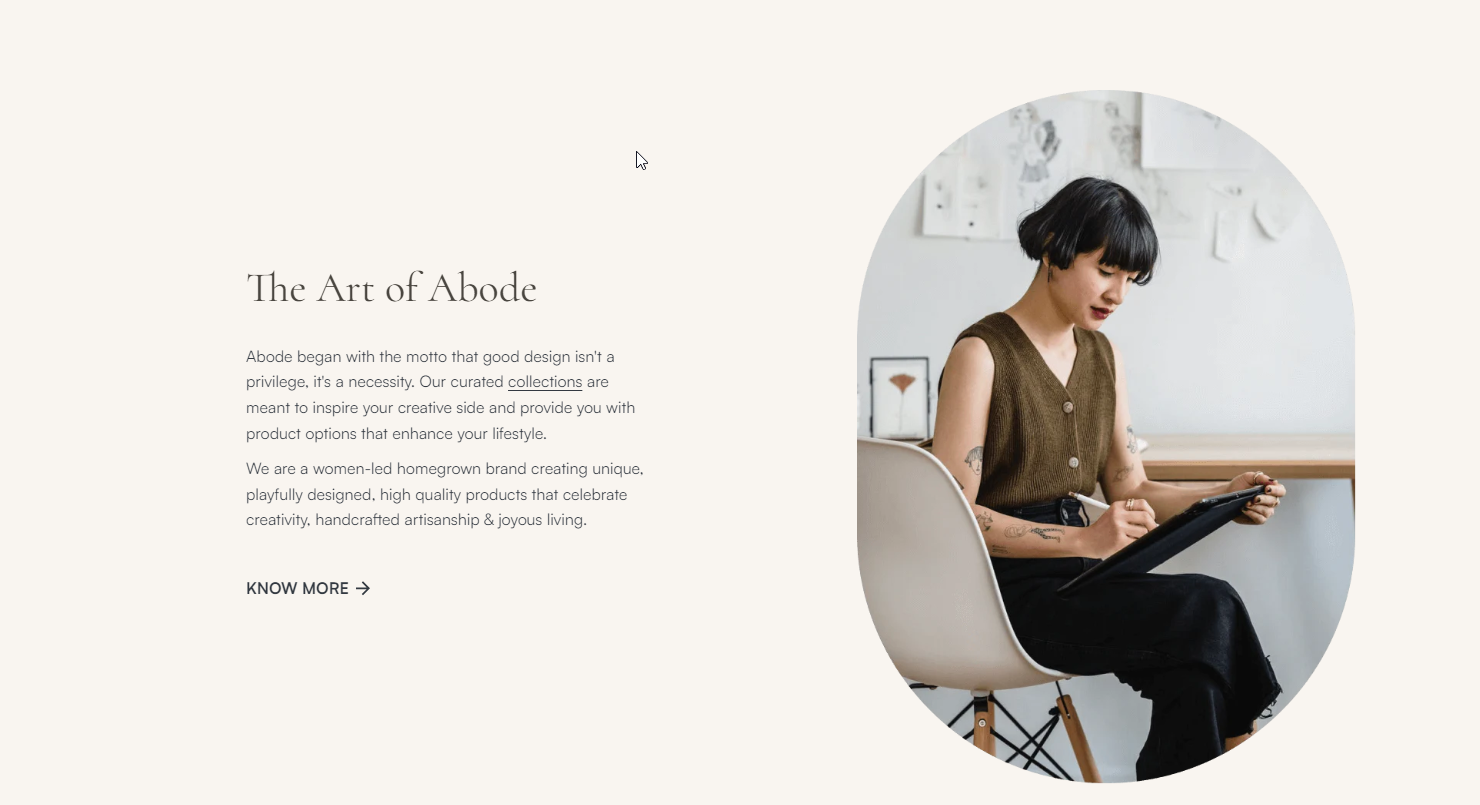 The Art of Abode
Abode began with the motto that good design isn't a
privilege, it's a necessity. Our curated collections are
meant to inspire your creative side and provide you with
product options that enhance your lifestyle.
We are a women-led homegrown brand creating unique,
playfully designed, high quality products that celebrate
creativity, handcrafted artisanship & joyous living.
KNOW MORE →